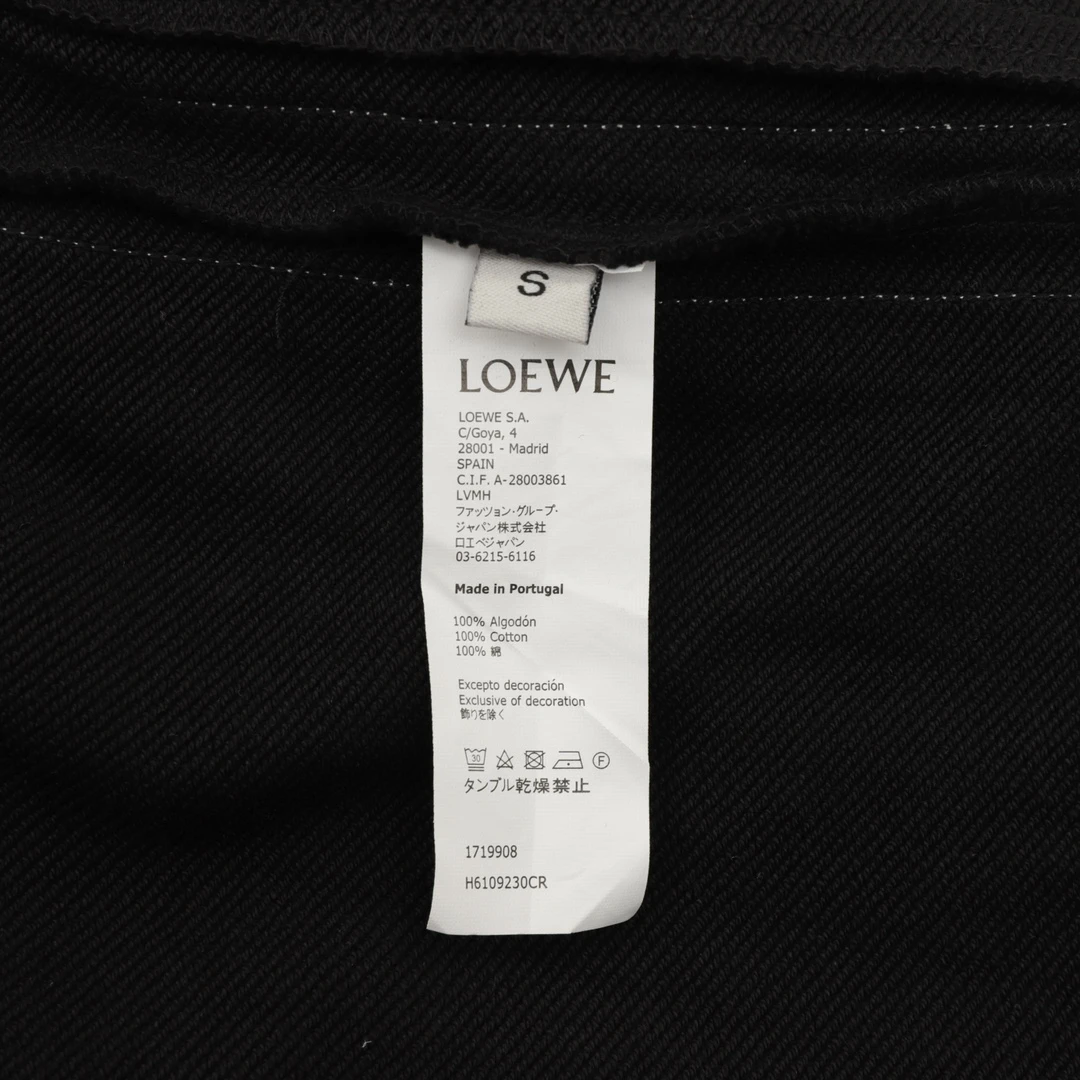 S
LOEWE
LOEWE S.A.
C/Goya, 4
28001 - Madrid
SPAIN
C.I.F. A-28003861
LVMH
ファッツョン･グループ･
ジャパン株式会社
ロエベジャパン
03-6215-6116
Made in Portugal
100% Algodón
100% Cotton
100% 綿
Excepto decoración
Exclusive of decoration
飾りを除く
30 F
タンブル乾燥禁止
1719908
H6109230CR